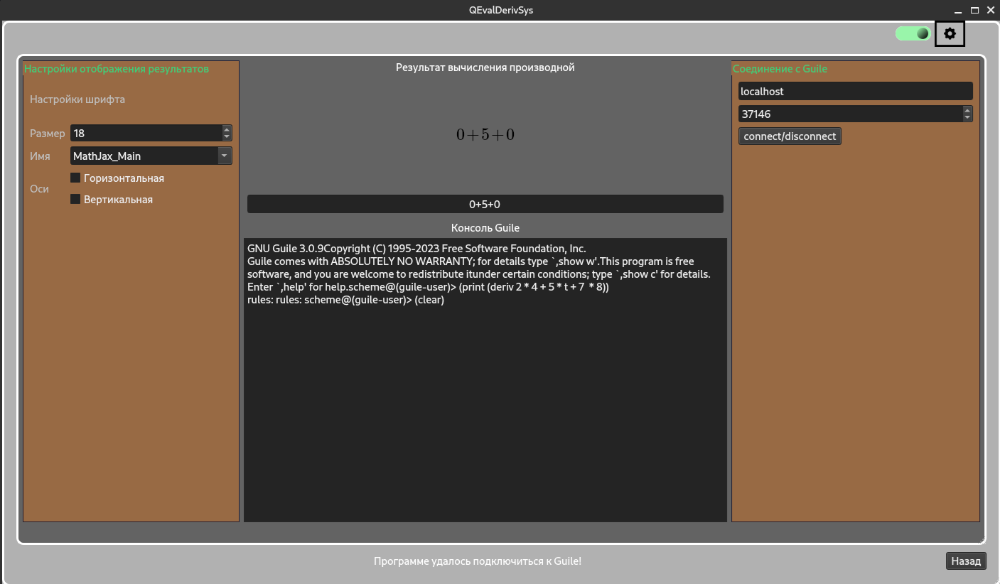 QEvalDerivSys
Настройки отображения результатов
Настройки шрифта
Размер
18
Имя
MathJax_Main
Оси
Горизонтальная
Вертикальная
Результат вычисления производной
0+5+0
0+5+0
Консоль Guile
GNU Guile 3.0.9Copyright (C) 1995-2023 Free Software Foundation, Inc.
Guile comes with ABSOLUTELY NO WARRANTY; for details type `,show w'.This program is free
software, and you are welcome to redistribute itunder certain conditions; type `,show c' for details.
Enter `,help' for help.scheme@(guile-user)> (print (deriv 2 * 4 + 5 * t + 7  * 8))
rules: rules: scheme@(guile-user)> (clear)
Соединение с Guile
localhost
37146
connect/disconnect
Программе удалось подключиться к Guile!
Назад